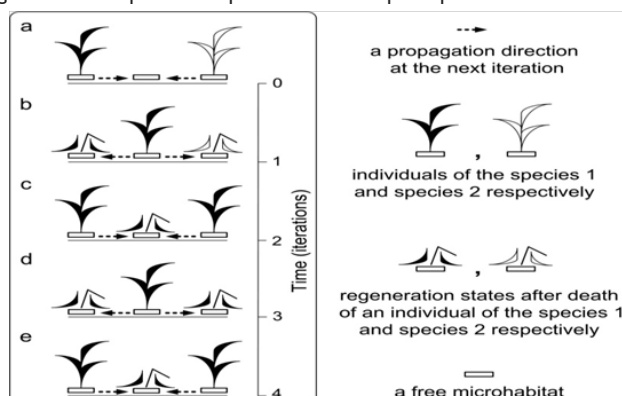 a
0
b
1
c
2
d
3
e
4
Time (iterations)
a propagation direction
at the next iteration
,
individuals of the species 1
and species 2 respectively
,
regeneration states after death
of an individual of the species 1
and species 2 respectively
a free microhabitat